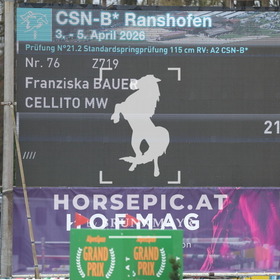 CSN-B* Ranshofen
3. - 5. April 2026
Prüfung N°21.2 Standardspringprüfung 115 cm RV: A2 CSN-B*
Nr. 76 Z719
Franziska BAUER
CELLITO MW 21
////
HORSEPIC.AT
HOFMAG
GRAND PRIX
GRAND PRIX